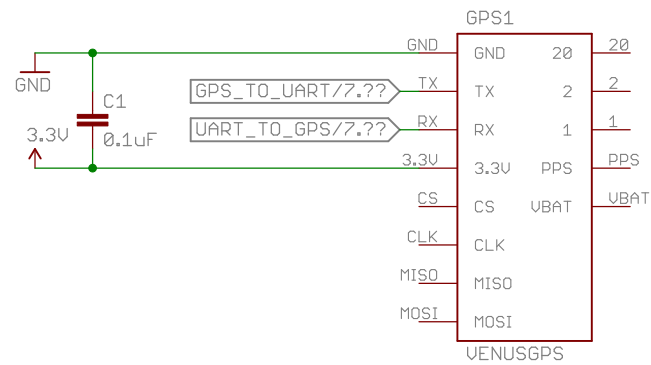 GPS1
GND GND 20 20
GND
C1
0.1uF
3.3V
GPS_TO_UART/7.?? TX TX 2 2
UART_TO_GPS/7.?? RX RX 1 1
3.3V 3.3V PPS PPS
CS CS VBAT VBAT
CLK CLK
MISO MISO
MOSI MOSI
VENUSGPS